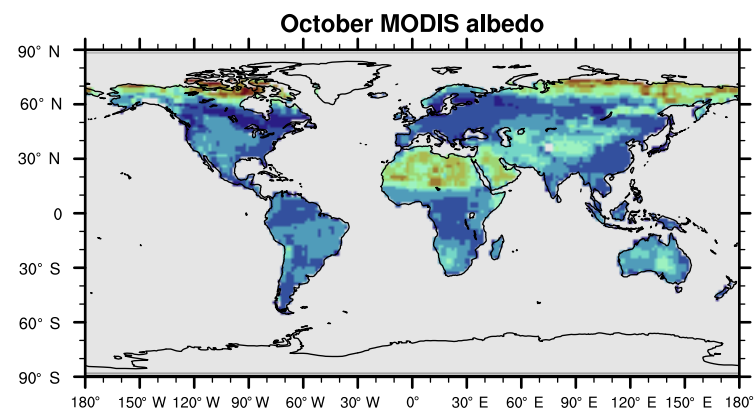 October MODIS albedo
90° N
60° N
30° N
0
30° S
60° S
90° S
180° 150° W 120° W 90° W 60° W 30° W 0° 30° E 60° E 90° E 120° E 150° E 180°